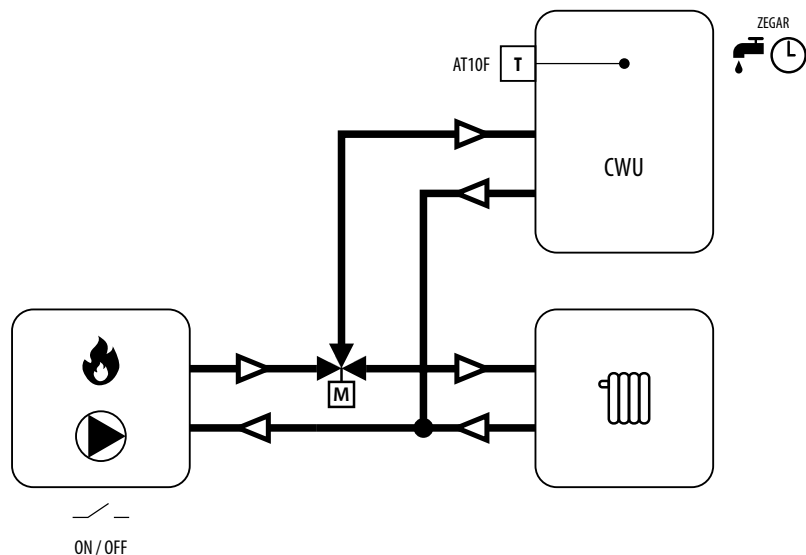 ZEGAR
AT10F
T
CWU
M
ON / OFF